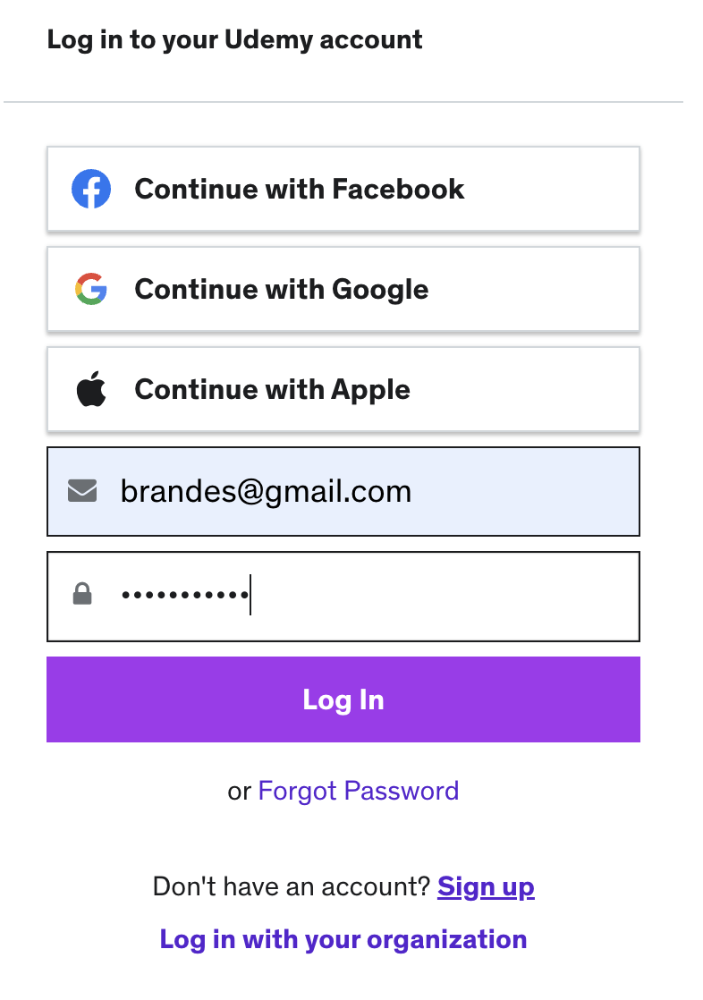 Log in to your Udemy account
Continue with Facebook
Continue with Google
Continue with Apple
brandes@gmail.com
•••••••••••
Log In
or Forgot Password
Don't have an account? Sign up
Log in with your organization